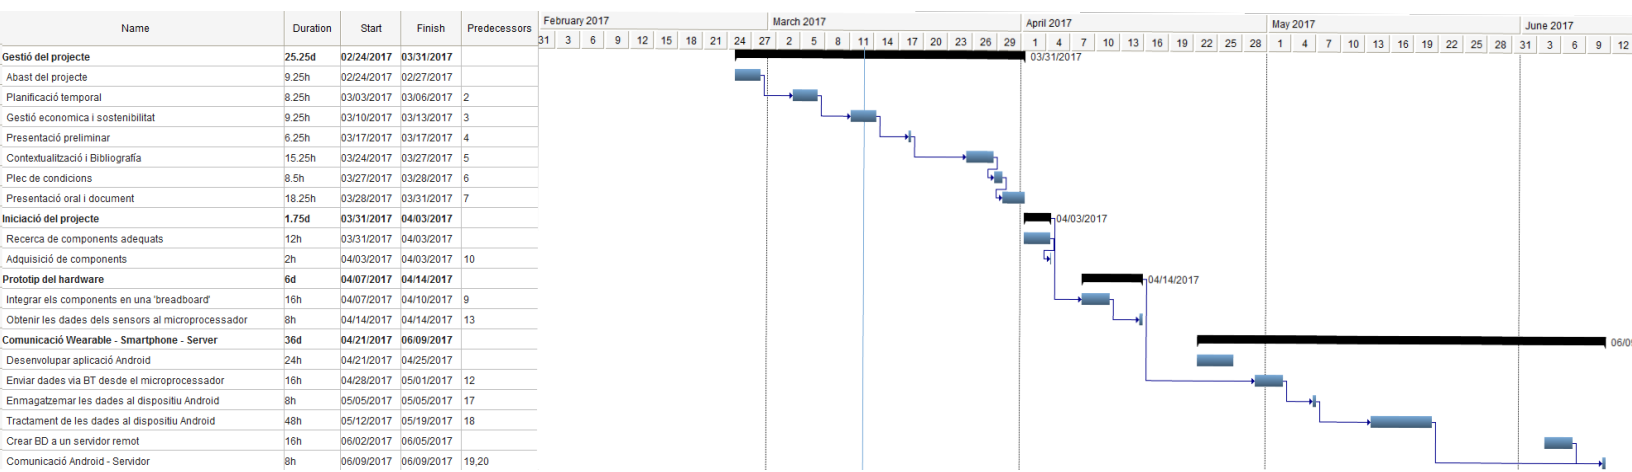 Name Duration Start Finish Predecessors
February 2017 March 2017 April 2017 May 2017 June 2017
31 3 6 9 12 15 18 21 24 27 2 5 8 11 14 17 20 23 26 29 1 4 7 10 13 16 19 22 25 28 1 4 7 10 13 16 19 22 25 28 31 3 6 9 12
Gestió del projecte 25.25d 02/24/2017 03/31/2017 03/31/2017
Abast del projecte 9.25h 02/24/2017 02/27/2017
Planificació temporal 8.25h 03/03/2017 03/06/2017 2
Gestió economica i sostenibilitat 9.25h 03/10/2017 03/13/2017 3
Presentació preliminar 6.25h 03/17/2017 03/17/2017 4
Contextualització i Bibliografía 15.25h 03/24/2017 03/27/2017 5
Plec de condicions 8.5h 03/27/2017 03/28/2017 6
Presentació oral i document 18.25h 03/28/2017 03/31/2017 7
Iniciació del projecte 1.75d 03/31/2017 04/03/2017 04/03/2017
Recerca de components adequats 12h 03/31/2017 04/03/2017
Adquisició de components 2h 04/03/2017 04/03/2017 10
Prototip del hardware 6d 04/07/2017 04/14/2017 04/14/2017
Integrar els components en una 'breadboard' 16h 04/07/2017 04/10/2017 9
Obtenir les dades dels sensors al microprocessador 8h 04/14/2017 04/14/2017 13
Comunicació Wearable - Smartphone - Server 36d 04/21/2017 06/09/2017 06/09
Desenvolupar aplicació Android 24h 04/21/2017 04/25/2017
Enviar dades via BT desde el microprocessador 16h 04/28/2017 05/01/2017 12
Enmagatzemar les dades al dispositiu Android 8h 05/05/2017 05/05/2017 17
Tractament de les dades al dispositiu Android 48h 05/12/2017 05/19/2017 18
Crear BD a un servidor remot 16h 06/02/2017 06/05/2017
Comunicació Android - Servidor 8h 06/09/2017 06/09/2017 19,20